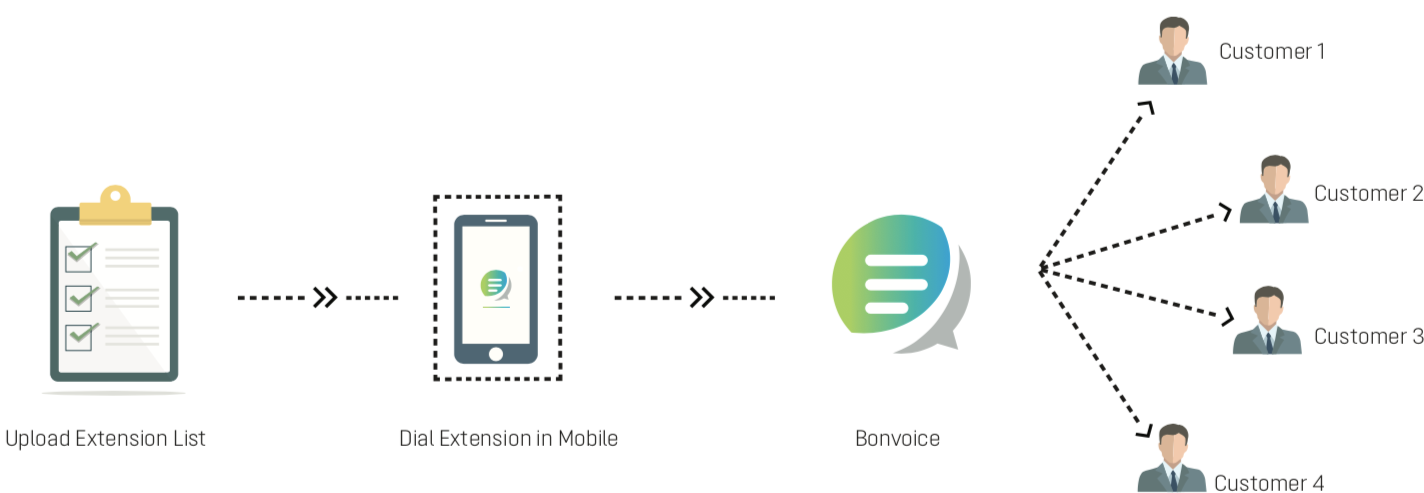 Customer 1
Customer 2
Customer 3
Upload Extension List
Dial Extension in Mobile
Bonvoice
Customer 4